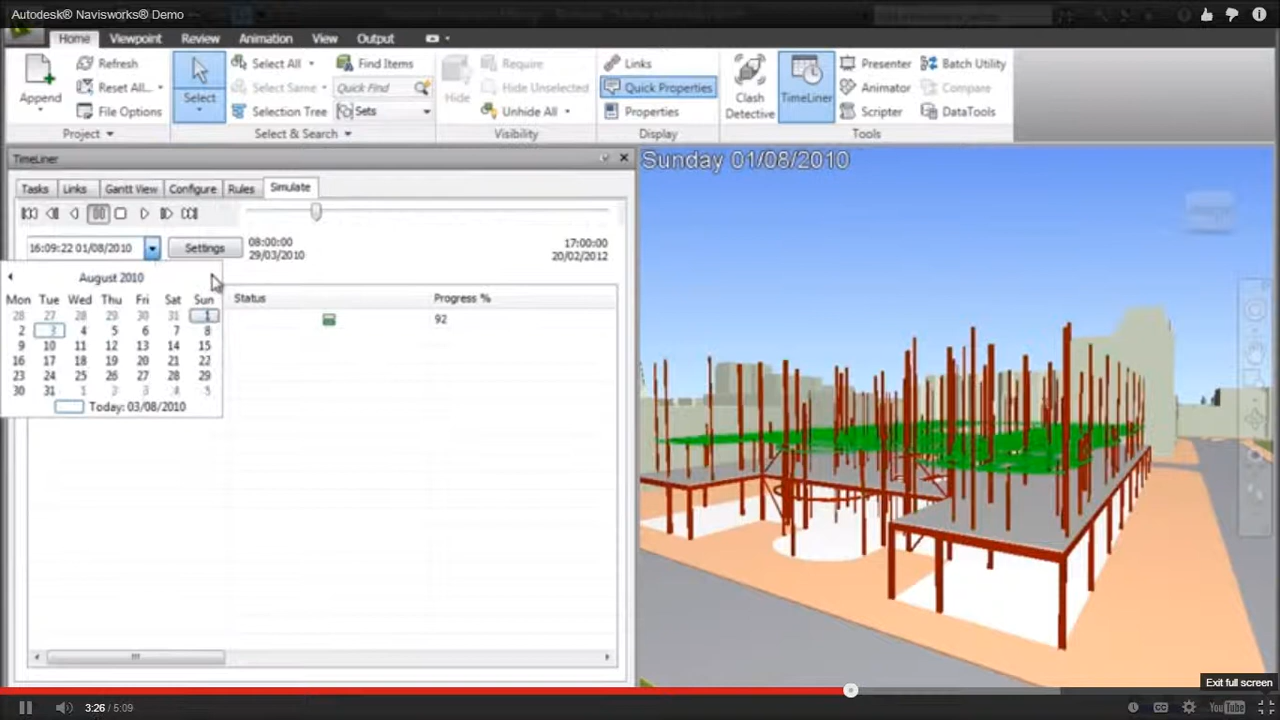 Autodesk® Navisworks® Demo
Home Viewpoint Review Animation View Output
Append
Refresh
Reset All...
File Options
Project
Select
Select All
Select Same
Selection Tree
Find Items
Quick Find
Sets
Select & Search
Hide
Require
Hide Unselected
Unhide All
Visibility
Links
Quick Properties
Properties
Display
Clash
Detective
TimeLiner
Presenter
Animator
Scripter
Batch Utility
Compare
DataTools
Tools
TimeLiner
Tasks Links Gantt View Configure Rules Simulate
16:09:22 01/08/2010
Settings
08:00:00
29/03/2010
17:00:00
20/02/2012
August 2010
Mon Tue Wed Thu Fri Sat Sun
26 27 28 29 30 31 1
2 3 4 5 6 7 8
9 10 11 12 13 14 15
16 17 18 19 20 21 22
23 24 25 26 27 28 29
30 31 1 2 3 4 5
Today: 03/08/2010
Status Progress %
92
Sunday 01/08/2010
Exit full screen
3:26 / 5:09
CC
YouTube